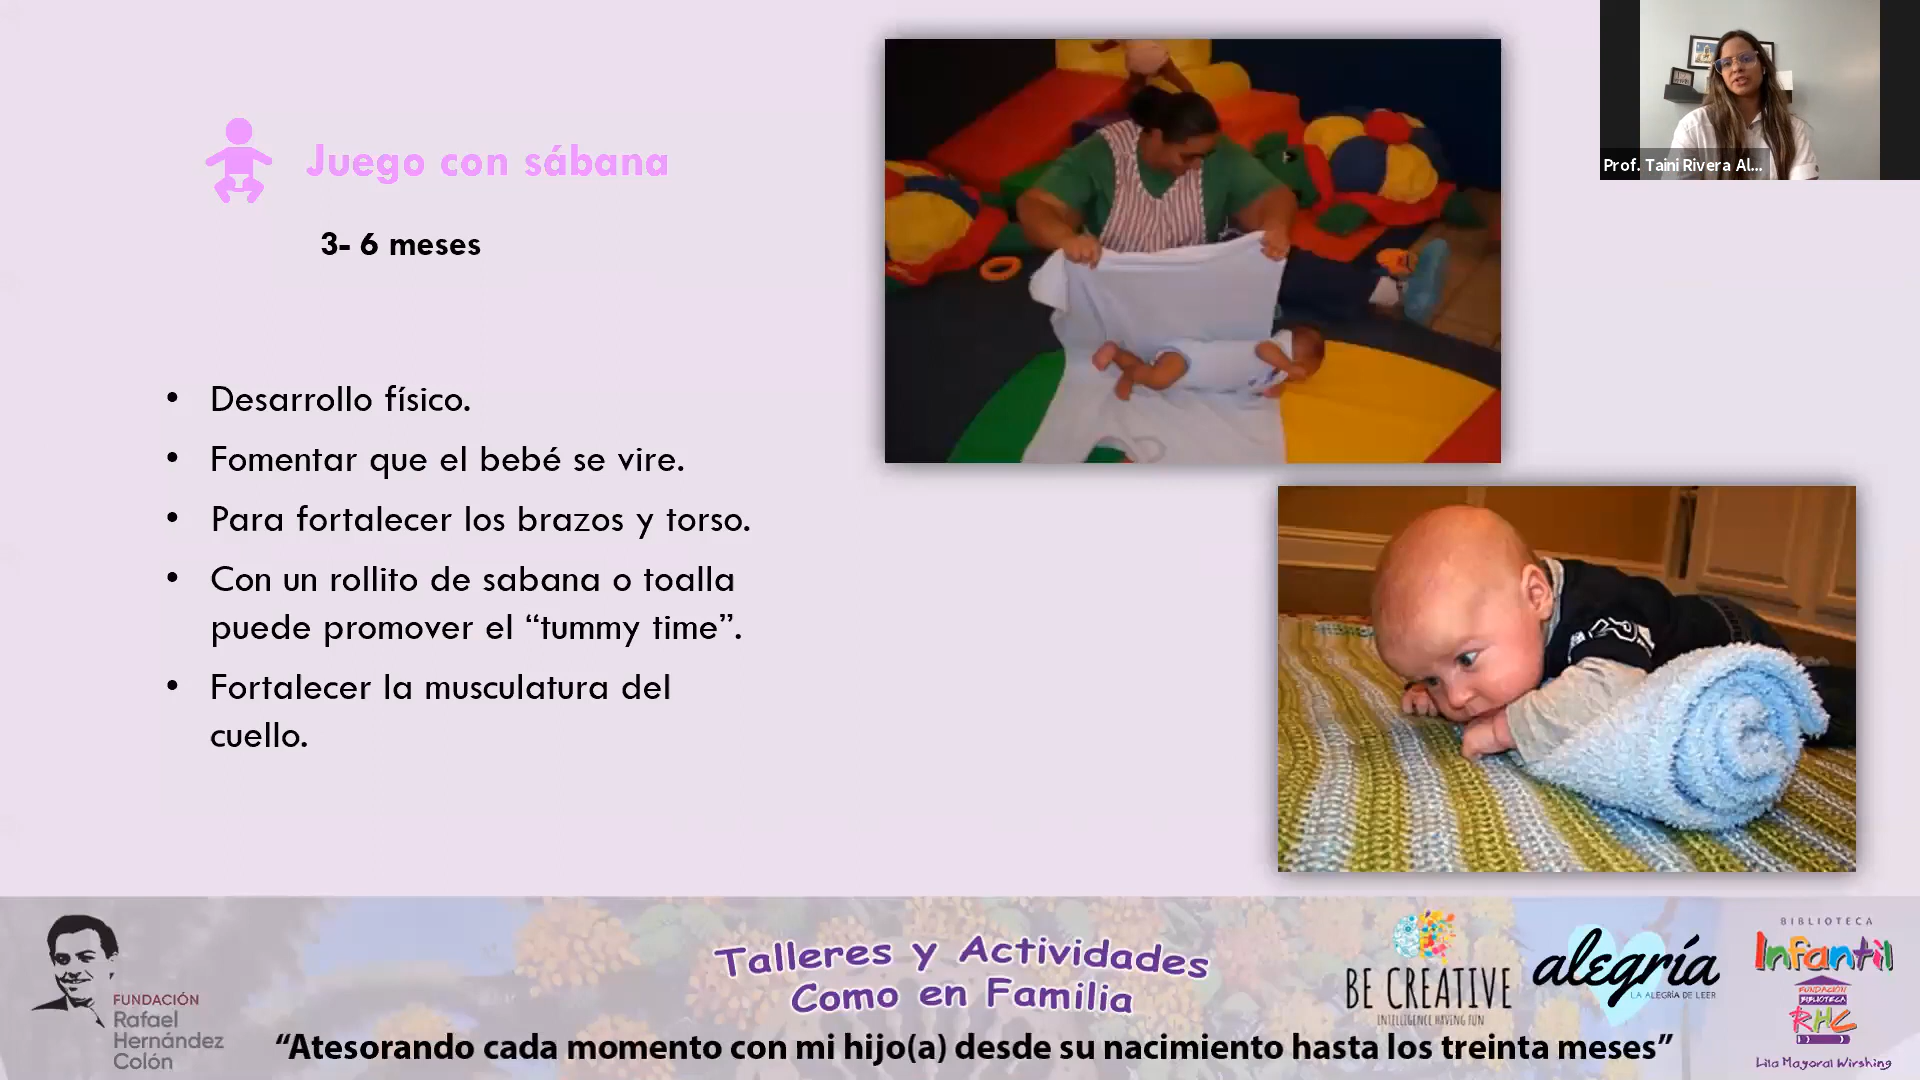 Juego con sábana
3- 6 meses
• Desarrollo físico.
• Fomentar que el bebé se vire.
• Para fortalecer los brazos y torso.
• Con un rollito de sabana o toalla
puede promover el “tummy time”.
• Fortalecer la musculatura del
cuello.
Prof. Taini Rivera Al...
FUNDACIÓN
Rafael
Hernández
Colón
Talleres y Actividades
Como en Familia
“Atesorando cada momento con mi hijo(a) desde su nacimiento hasta los treinta meses”
BE CREATIVE
INTELLIGENCE HAVING FUN
alegría
LA ALEGRÍA DE LEER
BIBLIOTECA
Infantil
FUNDACIÓN
BIBLIOTECA
RHC
Lila Mayoral Wirshing